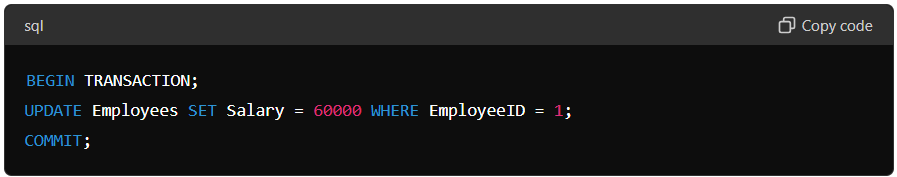 sql
Copy code
BEGIN TRANSACTION;
UPDATE Employees SET Salary = 60000 WHERE EmployeeID = 1;
COMMIT;